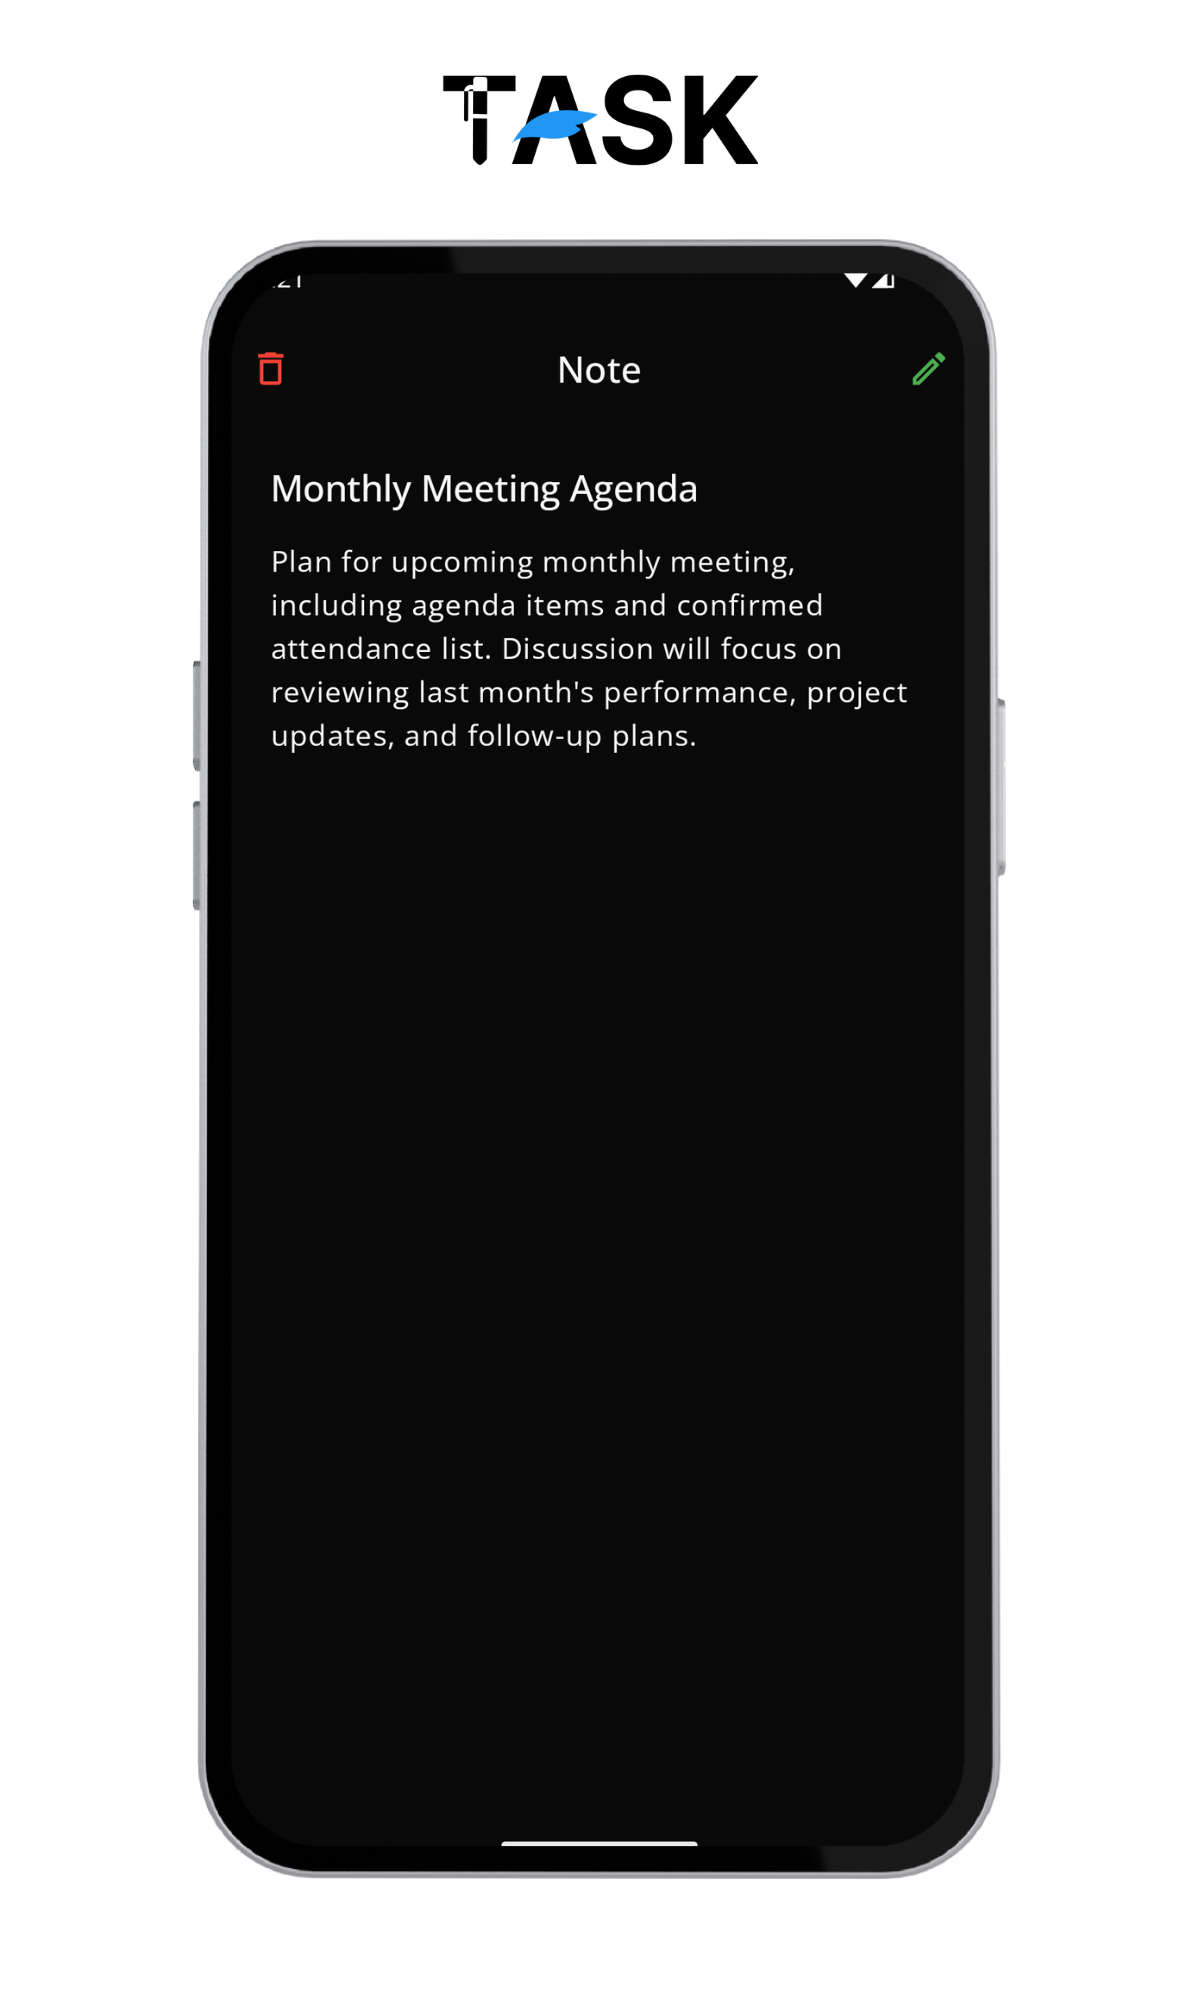 TASK
Note
Monthly Meeting Agenda
Plan for upcoming monthly meeting,
including agenda items and confirmed
attendance list. Discussion will focus on
reviewing last month's performance, project
updates, and follow-up plans.